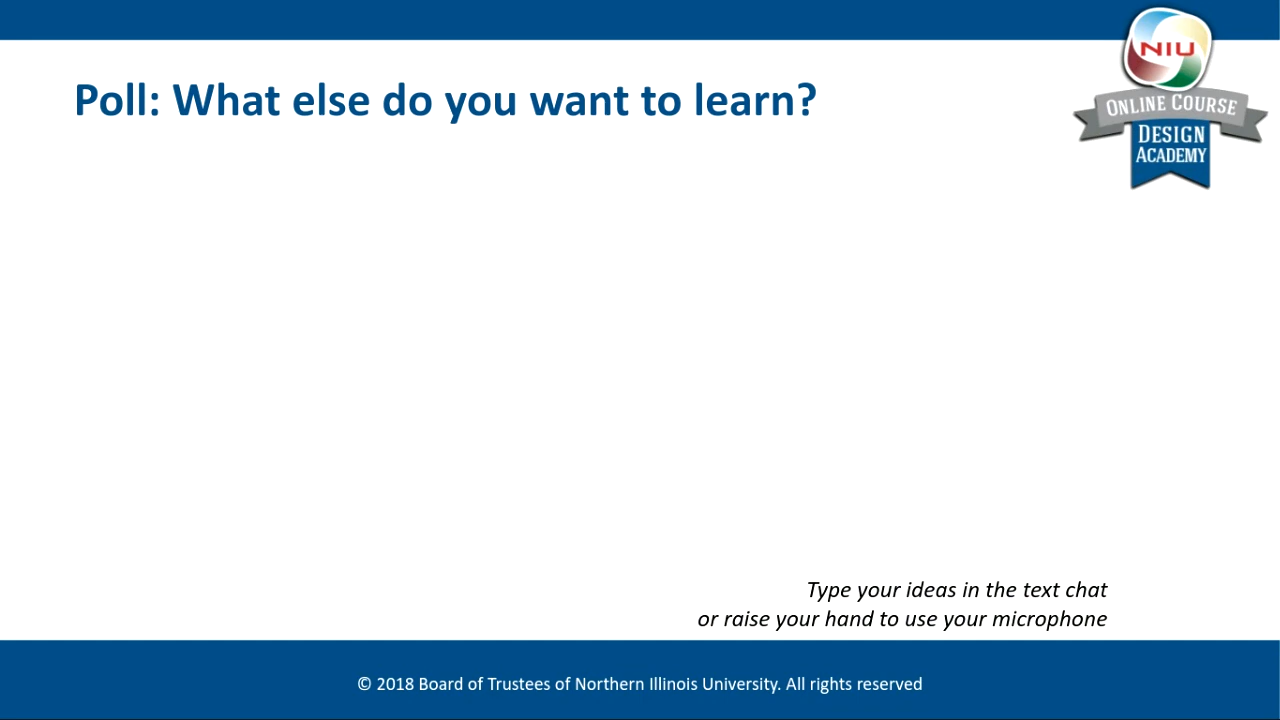 Poll: What else do you want to learn?
NIU
ONLINE COURSE
DESIGN
ACADEMY
Type your ideas in the text chat
or raise your hand to use your microphone
© 2018 Board of Trustees of Northern Illinois University. All rights reserved